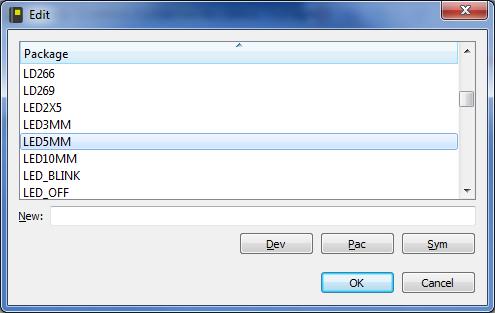 Edit
Package
LD266
LD269
LED2X5
LED3MM
LED5MM
LED10MM
LED_BLINK
LED_OFF
New:
Dev Pac Sym
OK Cancel